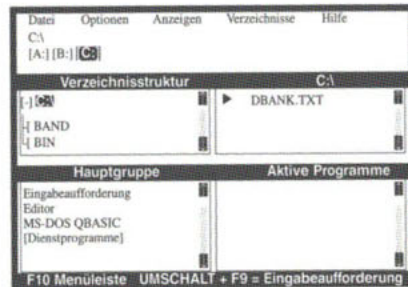 Datei Optionen Anzeigen Verzeichnisse Hilfe
C:\
[A:] [B:] [C:]
Verzeichnisstruktur C:\
[-] C:\
[ BAND
[ BIN
DBANK.TXT
Hauptgruppe Aktive Programme
Eingabeaufforderung
Editor
MS-DOS QBASIC
[Dienstprogramme]
F10 Menüleiste UMSCHALT + F9 = Eingabeaufforderung